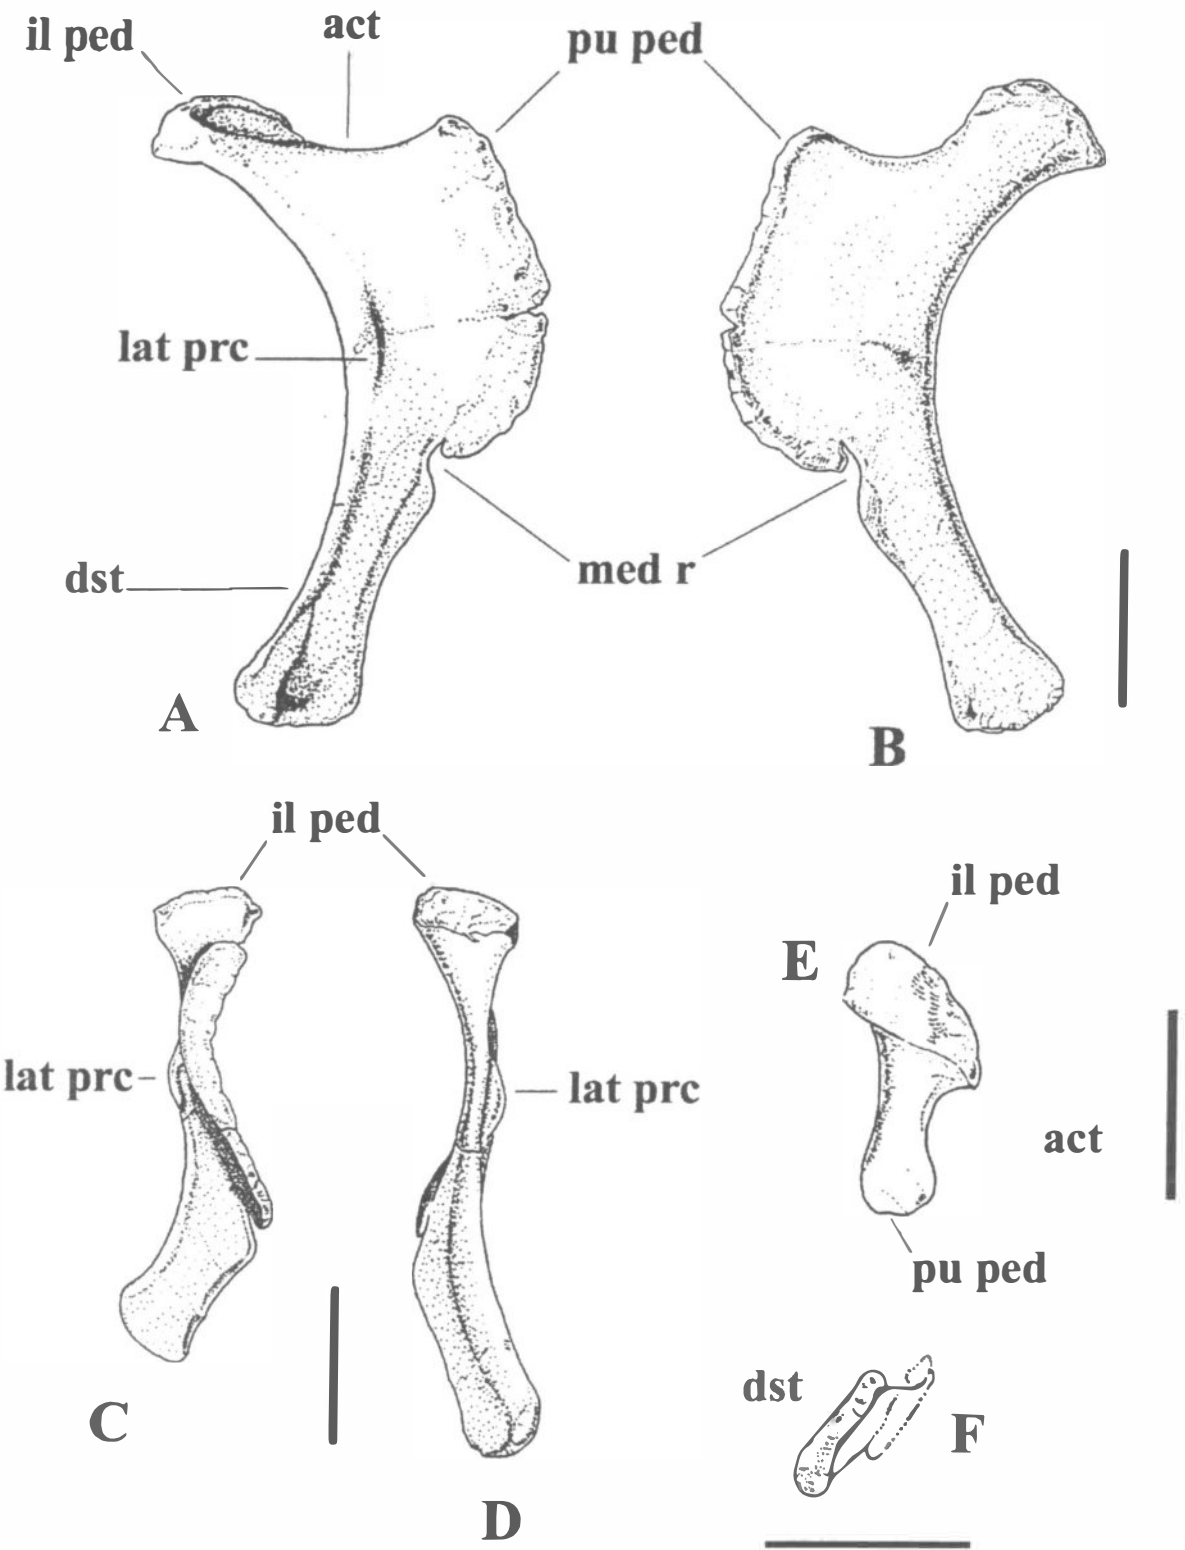 il ped
act
pu ped
lat prc
dst
med r
A
B
il ped
il ped
E
lat prc
lat prc
act
pu ped
dst
C
F
D